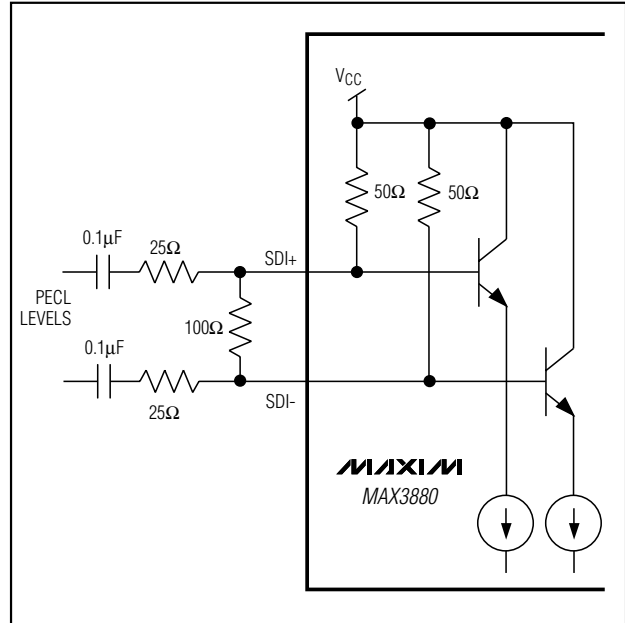 VCC
50Ω
50Ω
0.1µF
25Ω
SDI+
PECL
LEVELS
100Ω
0.1µF
25Ω
SDI-
MAXIM
MAX3880